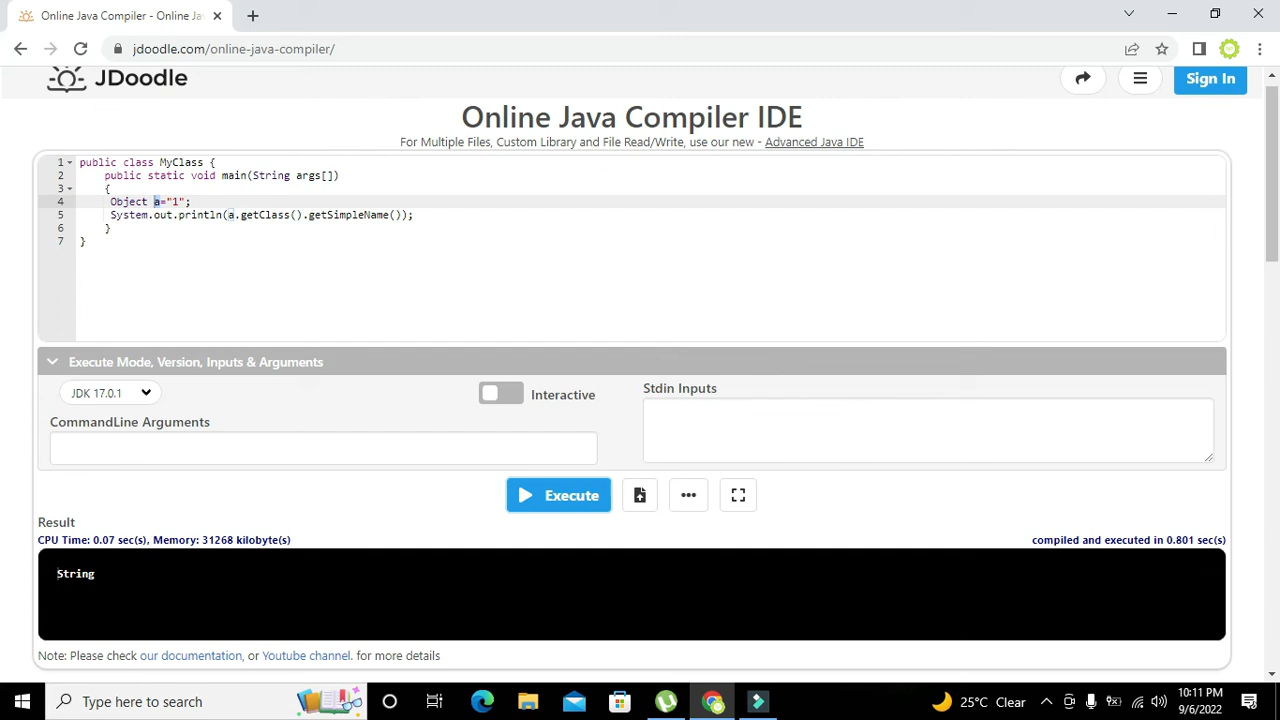 Online Java Compiler - Online Ja
jdoodle.com/online-java-compiler/
JDoodle
Sign In
Online Java Compiler IDE
For Multiple Files, Custom Library and File Read/Write, use our new - Advanced Java IDE
1 public class MyClass {
2 public static void main(String args[])
3 {
4 Object a="1";
5 System.out.println(a.getClass().getSimpleName());
6 }
7 }
Execute Mode, Version, Inputs & Arguments
JDK 17.0.1
Interactive
Stdin Inputs
CommandLine Arguments
Execute
Result
CPU Time: 0.07 sec(s), Memory: 31268 kilobyte(s)
compiled and executed in 0.801 sec(s)
String
Note: Please check our documentation, or Youtube channel. for more details
Type here to search
25°C Clear
10:11 PM
9/6/2022